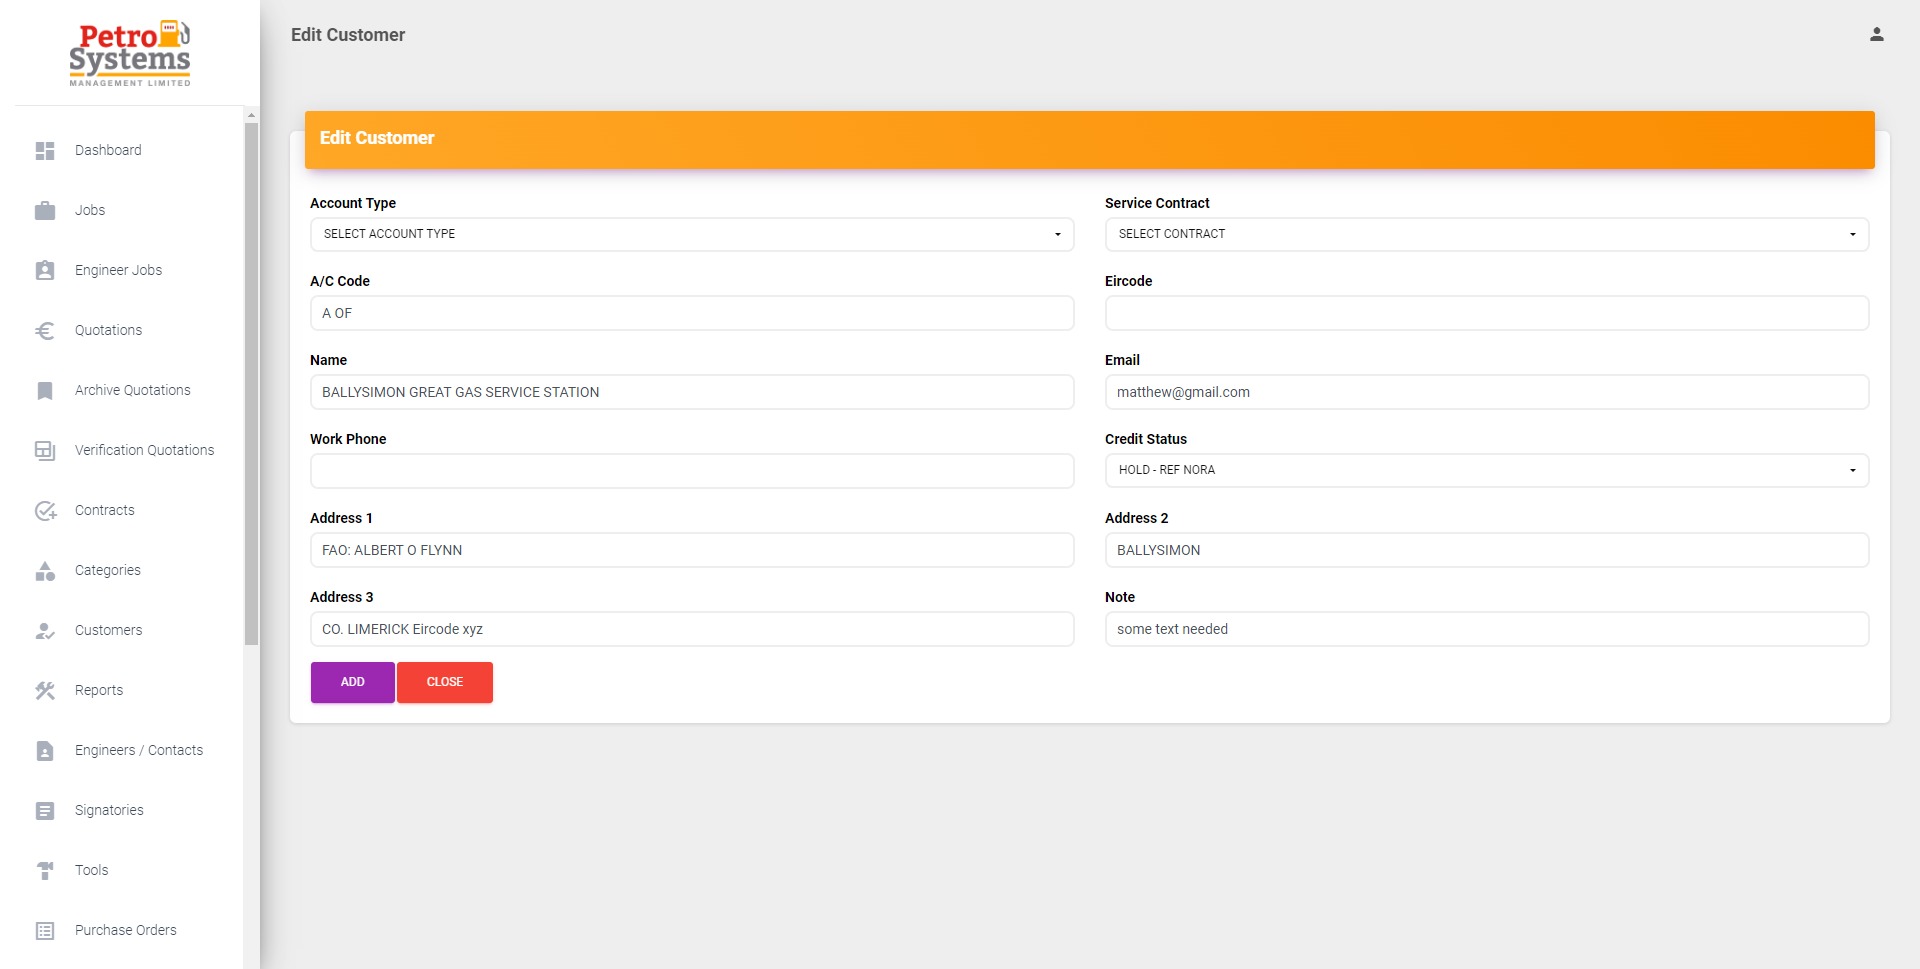 Petro
Systems
MANAGEMENT LIMITED
Dashboard
Jobs
Engineer Jobs
Quotations
Archive Quotations
Verification Quotations
Contracts
Categories
Customers
Reports
Engineers / Contacts
Signatories
Tools
Purchase Orders
Edit Customer
Edit Customer
Account Type
SELECT ACCOUNT TYPE
Service Contract
SELECT CONTRACT
A/C Code
A OF
Eircode
Name
BALLYSIMON GREAT GAS SERVICE STATION
Email
matthew@gmail.com
Work Phone
Credit Status
HOLD - REF NORA
Address 1
FAO: ALBERT O FLYNN
Address 2
BALLYSIMON
Address 3
CO. LIMERICK Eircode xyz
Note
some text needed
ADD
CLOSE